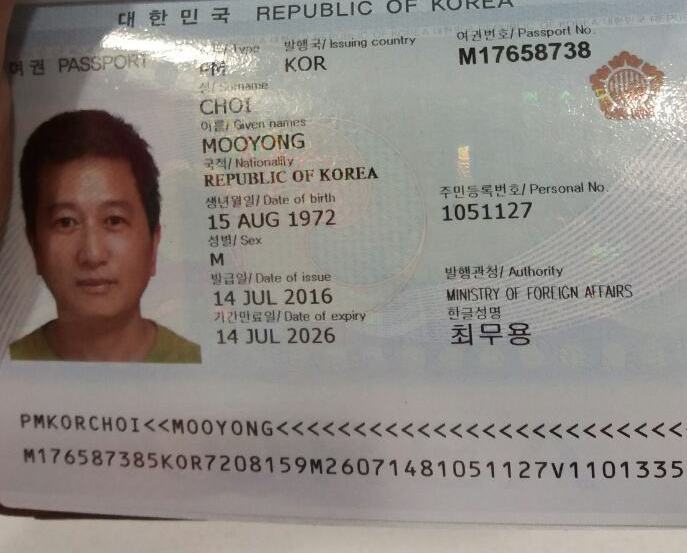 대한민국 REPUBLIC OF KOREA
여권 PASSPORT
Type 발행국/ Issuing country 여권번호/ Passport No.
PM KOR M17658738
성/ Surname
CHOI
이름/ Given names
MOOYONG
국적/ Nationality
REPUBLIC OF KOREA
생년월일/ Date of birth 주민등록번호/ Personal No.
15 AUG 1972 1051127
성별/ Sex
M
발급일/ Date of issue 발행관청/ Authority
14 JUL 2016 MINISTRY OF FOREIGN AFFAIRS
기간만료일/ Date of expiry 한글성명
14 JUL 2026 최무용
PMKORCHOI<<MOOYONG<<<<<<<<<<<<<<<<<<<<<<<<<<
M176587385KOR7208159M26071481051127V1101335